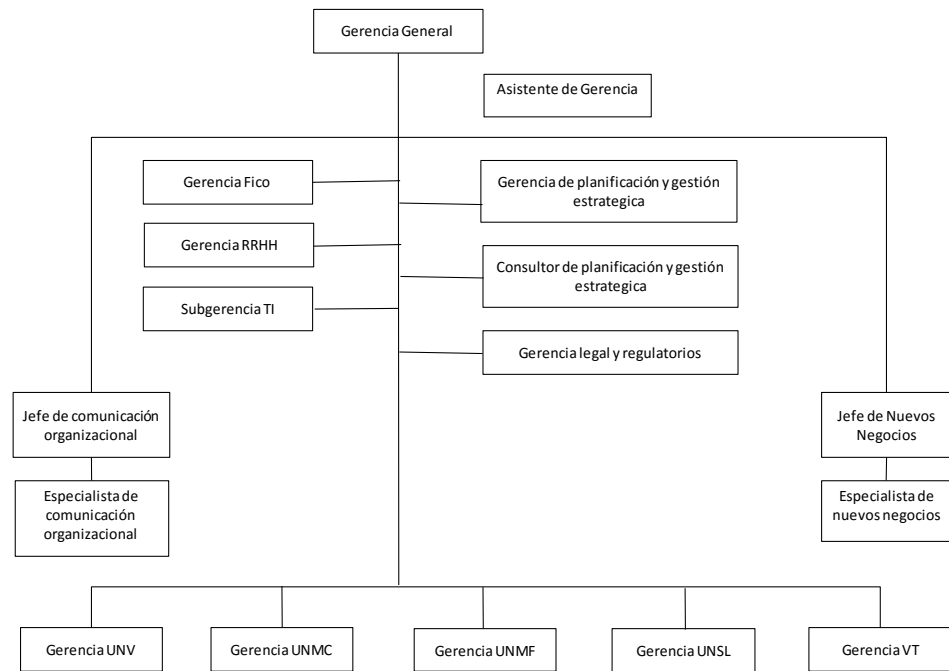 Gerencia General
Asistente de Gerencia
Gerencia Fico
Gerencia de planificación y gestión
estrategica
Gerencia RRHH
Consultor de planificación y gestión
estrategica
Subgerencia TI
Gerencia legal y regulatorios
Jefe de comunicación
organizacional
Jefe de Nuevos
Negocios
Especialista de
comunicación
organizacional
Especialista de
nuevos negocios
Gerencia UNV
Gerencia UNMC
Gerencia UNMF
Gerencia UNSL
Gerencia VT